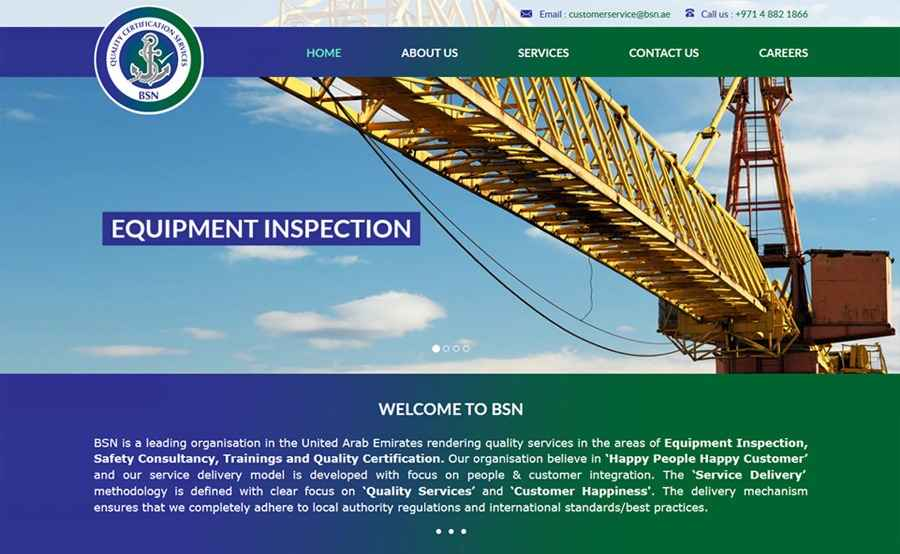 Email : customerservice@bsn.ae Call us : +971 4 882 1866
QUALITY CERTIFICATION SERVICES
BSN
HOME ABOUT US SERVICES CONTACT US CAREERS
EQUIPMENT INSPECTION
WELCOME TO BSN
BSN is a leading organisation in the United Arab Emirates rendering quality services in the areas of Equipment Inspection,
Safety Consultancy, Trainings and Quality Certification. Our organisation believe in ‘Happy People Happy Customer’
and our service delivery model is developed with focus on people & customer integration. The ‘Service Delivery’
methodology is defined with clear focus on ‘Quality Services’ and ‘Customer Happiness’. The delivery mechanism
ensures that we completely adhere to local authority regulations and international standards/best practices.